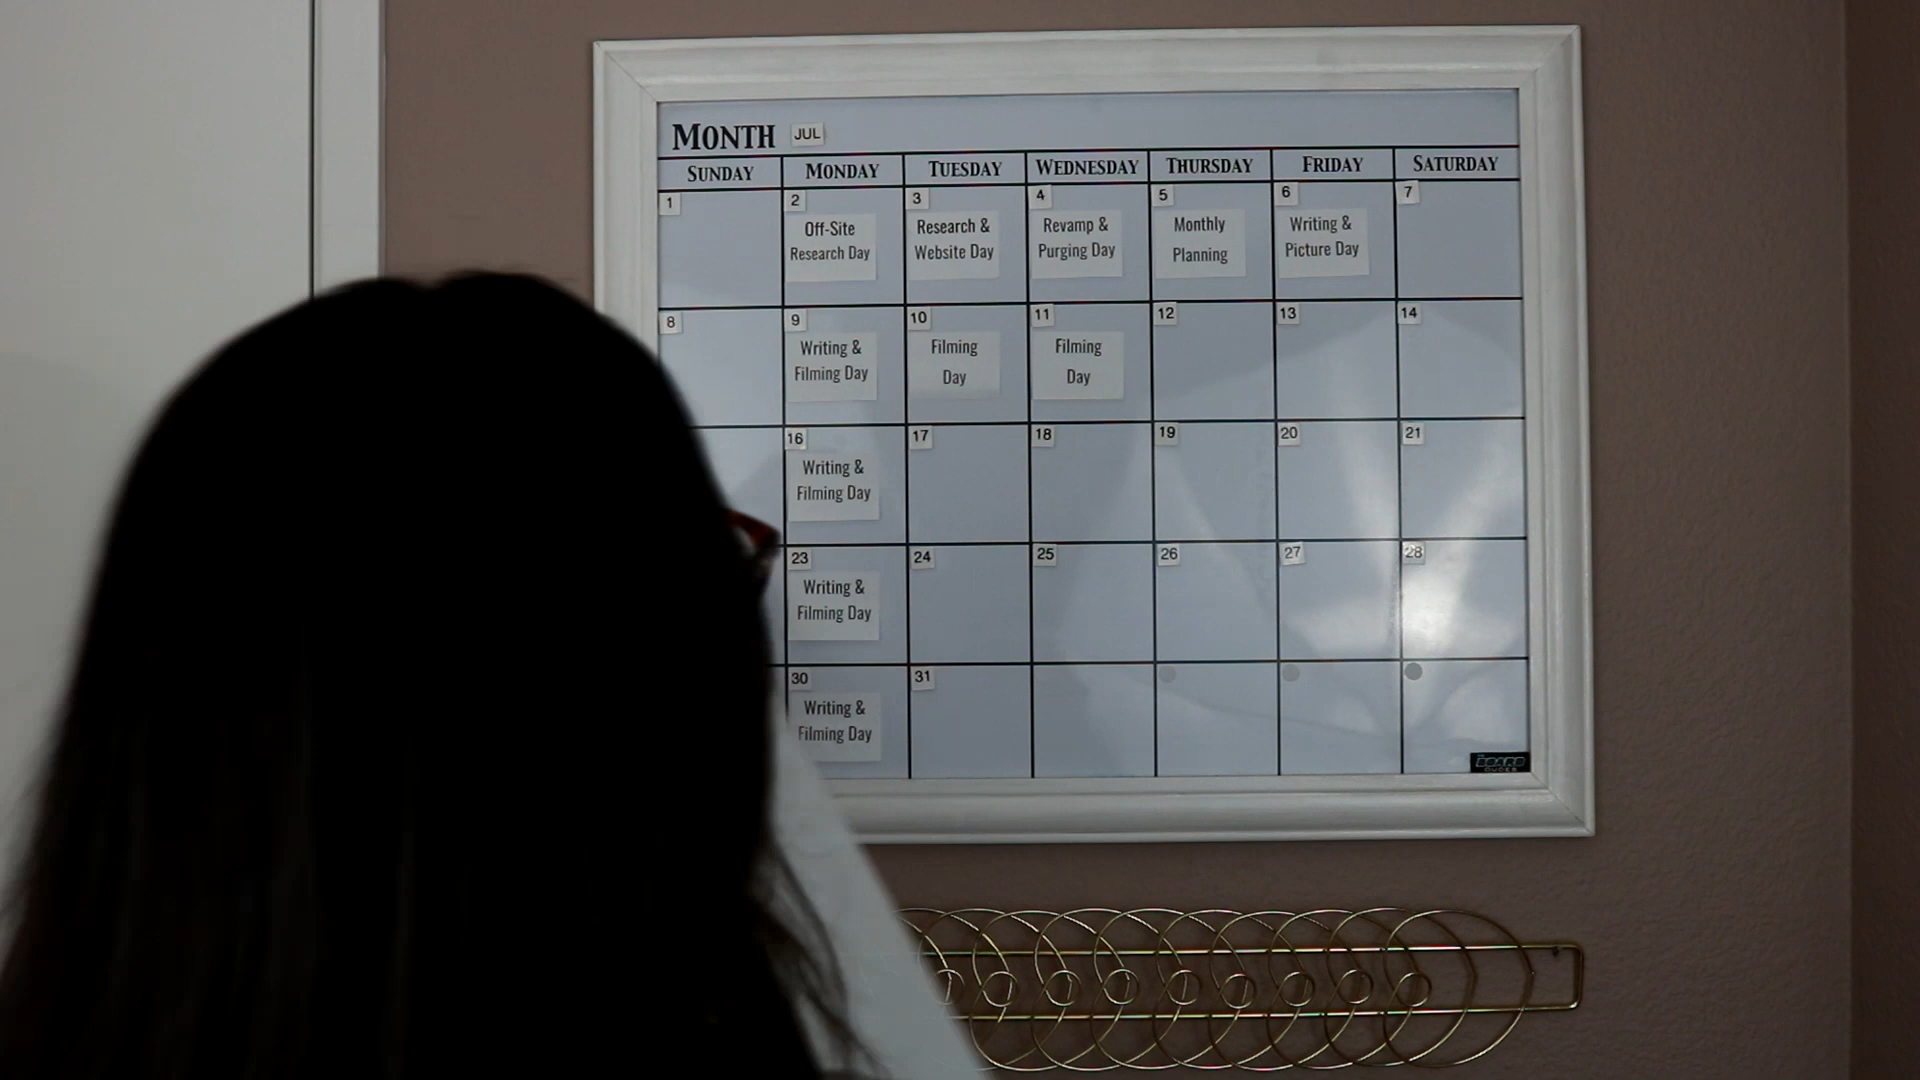 MONTH JUL
SUNDAY MONDAY TUESDAY WEDNESDAY THURSDAY FRIDAY SATURDAY
1 2 3 4 5 6 7
Off-Site Research & Revamp & Monthly Writing &
Research Day Website Day Purging Day Planning Picture Day
8 9 10 11 12 13 14
Writing & Filming Filming
Filming Day Day Day
16 17 18 19 20 21
Writing &
Filming Day
23 24 25 26 27 28
Writing &
Filming Day
30 31
Writing &
Filming Day
BOARD